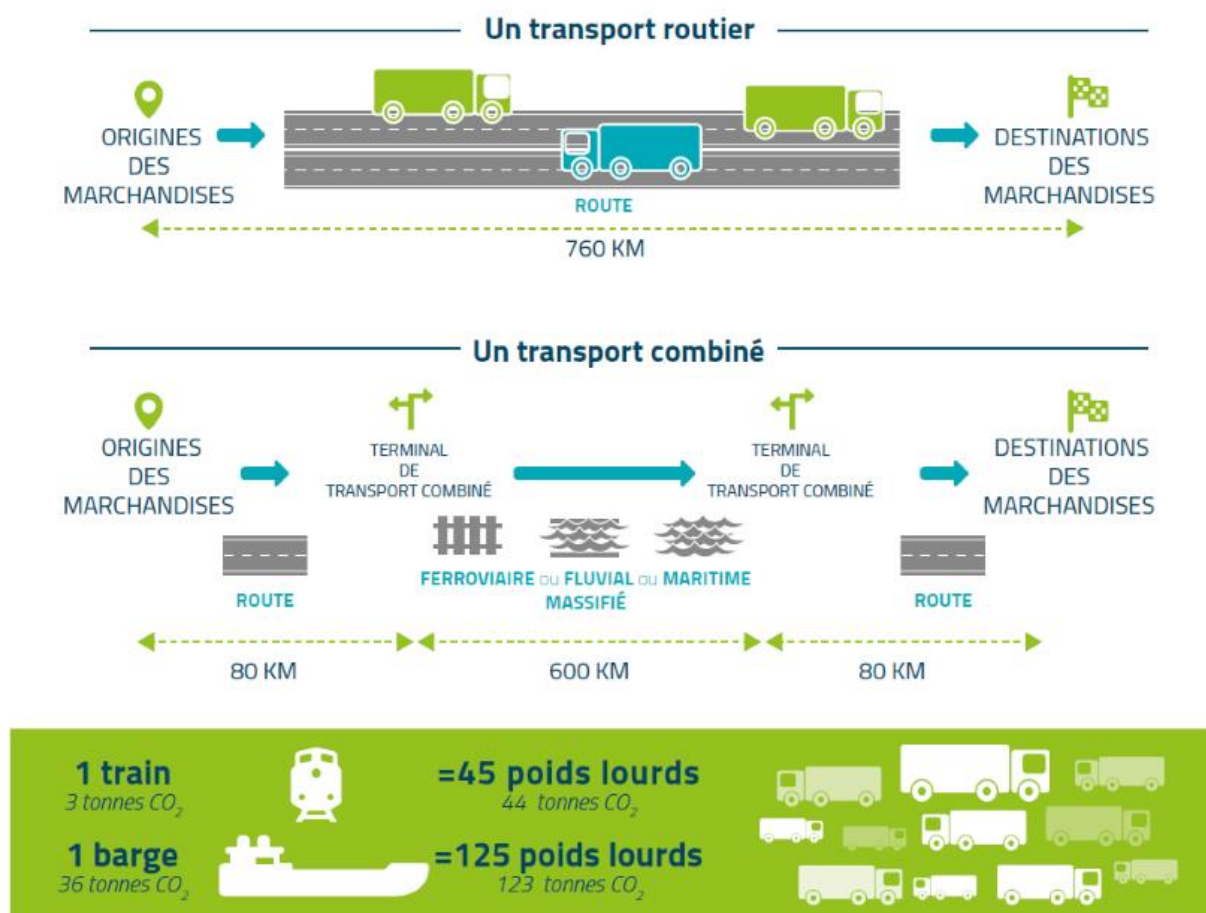 Un transport routier
ORIGINES
DES
MARCHANDISES
DESTINATIONS
DES
MARCHANDISES
ROUTE
760 KM
Un transport combiné
ORIGINES
DES
MARCHANDISES
TERMINAL
DE
TRANSPORT COMBINÉ
TERMINAL
DE
TRANSPORT COMBINÉ
DESTINATIONS
DES
MARCHANDISES
ROUTE
FERROVIAIRE ou FLUVIAL ou MARITIME
MASSIFIÉ
ROUTE
80 KM
600 KM
80 KM
1 train
3 tonnes CO₂
=45 poids lourds
44 tonnes CO₂
1 barge
36 tonnes CO₂
=125 poids lourds
123 tonnes CO₂